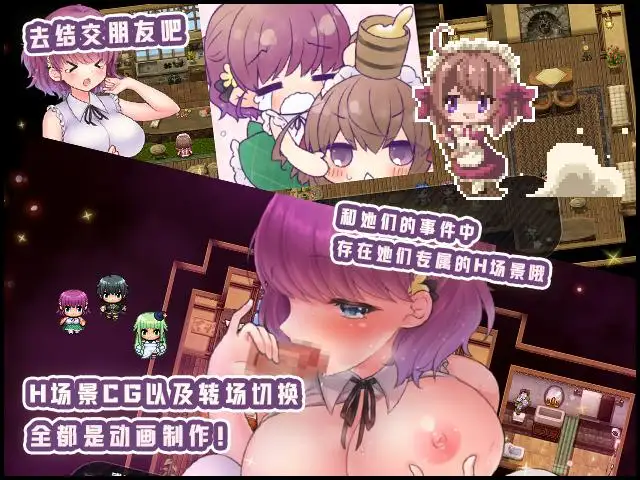 去结交朋友吧
和她们的事件中
存在她们专属的H场景哦
H场景CG以及转场切换
全都是动画制作！